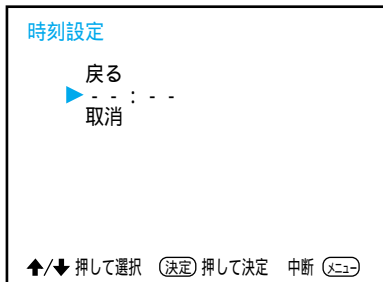 時刻設定
戻る
- - : - -
取消
↑/↓ 押して選択 決定 押して決定 中断 メニュー